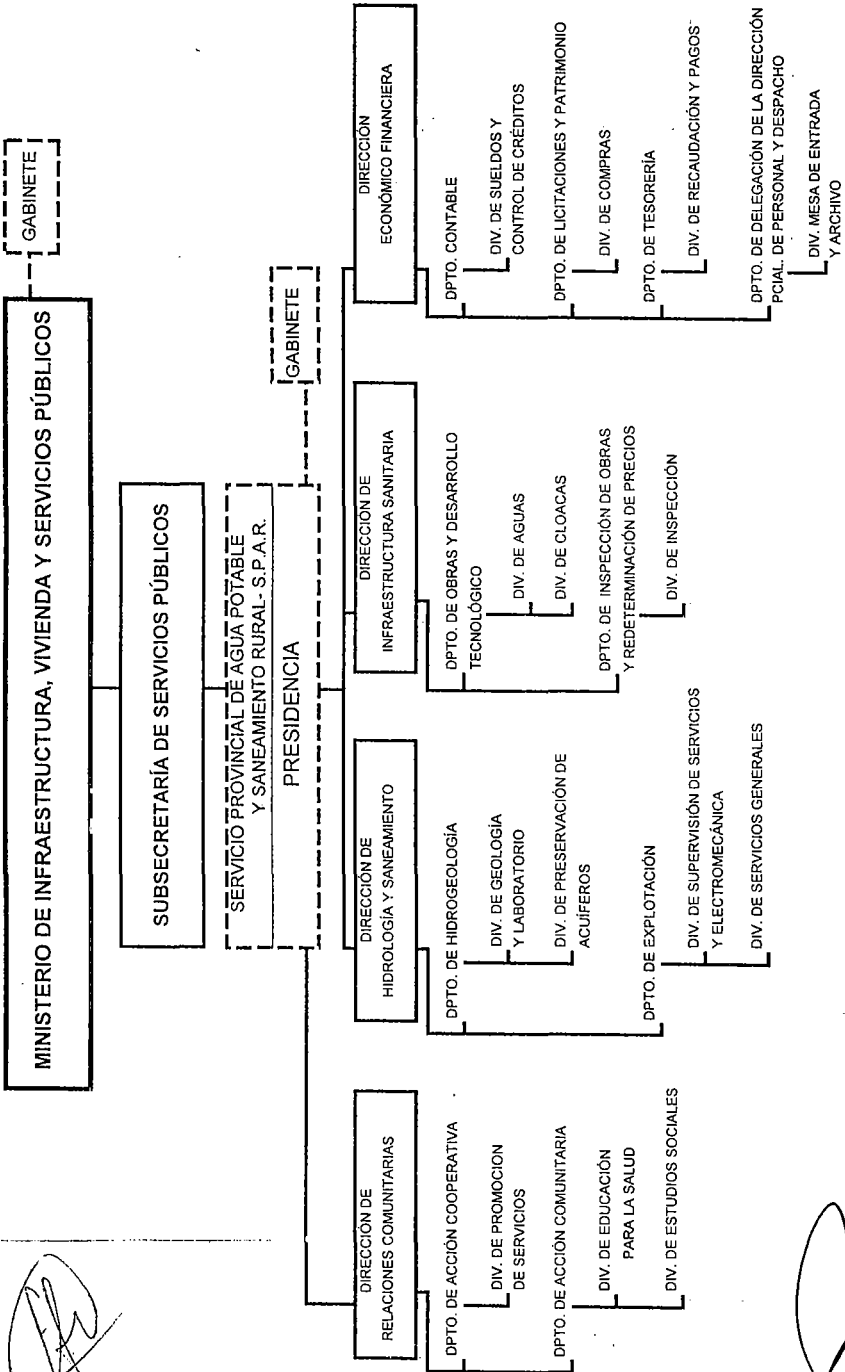 MINISTERIO DE INFRAESTRUCTURA, VIVIENDA Y SERVICIOS PÚBLICOS
GABINETE
SUBSECRETARÍA DE SERVICIOS PÚBLICOS
SERVICIO PROVINCIAL DE AGUA POTABLE
Y SANEAMIENTO RURAL- S.P.A.R.
PRESIDENCIA
GABINETE
DIRECCIÓN DE
RELACIONES COMUNITARIAS
DPTO. DE ACCIÓN COOPERATIVA
DIV. DE PROMOCION
DE SERVICIOS
DPTO. DE ACCIÓN COMUNITARIA
DIV. DE EDUCACIÓN
PARA LA SALUD
DIV. DE ESTUDIOS SOCIALES
DIRECCIÓN DE
HIDROLOGÍA Y SANEAMIENTO
DPTO. DE HIDROGEOLOGÍA
DIV. DE GEOLOGÍA
Y LABORATORIO
DIV. DE PRESERVACIÓN DE
ACUÍFEROS
DPTO. DE EXPLOTACIÓN
DIV. DE SUPERVISIÓN DE SERVICIOS
Y ELECTROMECÁNICA
DIV. DE SERVICIOS GENERALES
DIRECCIÓN DE
INFRAESTRUCTURA SANITARIA
DPTO. DE OBRAS Y DESARROLLO
TECNOLÓGICO
DIV. DE AGUAS
DIV. DE CLOACAS
DPTO. DE INSPECCIÓN DE OBRAS
Y REDETERMINACIÓN DE PRECIOS
DIV. DE INSPECCIÓN
DIRECCIÓN
ECONÓMICO FINANCIERA
DPTO. CONTABLE
DIV. DE SUELDOS Y
CONTROL DE CRÉDITOS
DPTO. DE LICITACIONES Y PATRIMONIO
DIV. DE COMPRAS
DPTO. DE TESORERÍA
DIV. DE RECAUDACIÓN Y PAGOS
DPTO. DE DELEGACIÓN DE LA DIRECCIÓN
PCIAL. DE PERSONAL Y DESPACHO
DIV. MESA DE ENTRADA
Y ARCHIVO